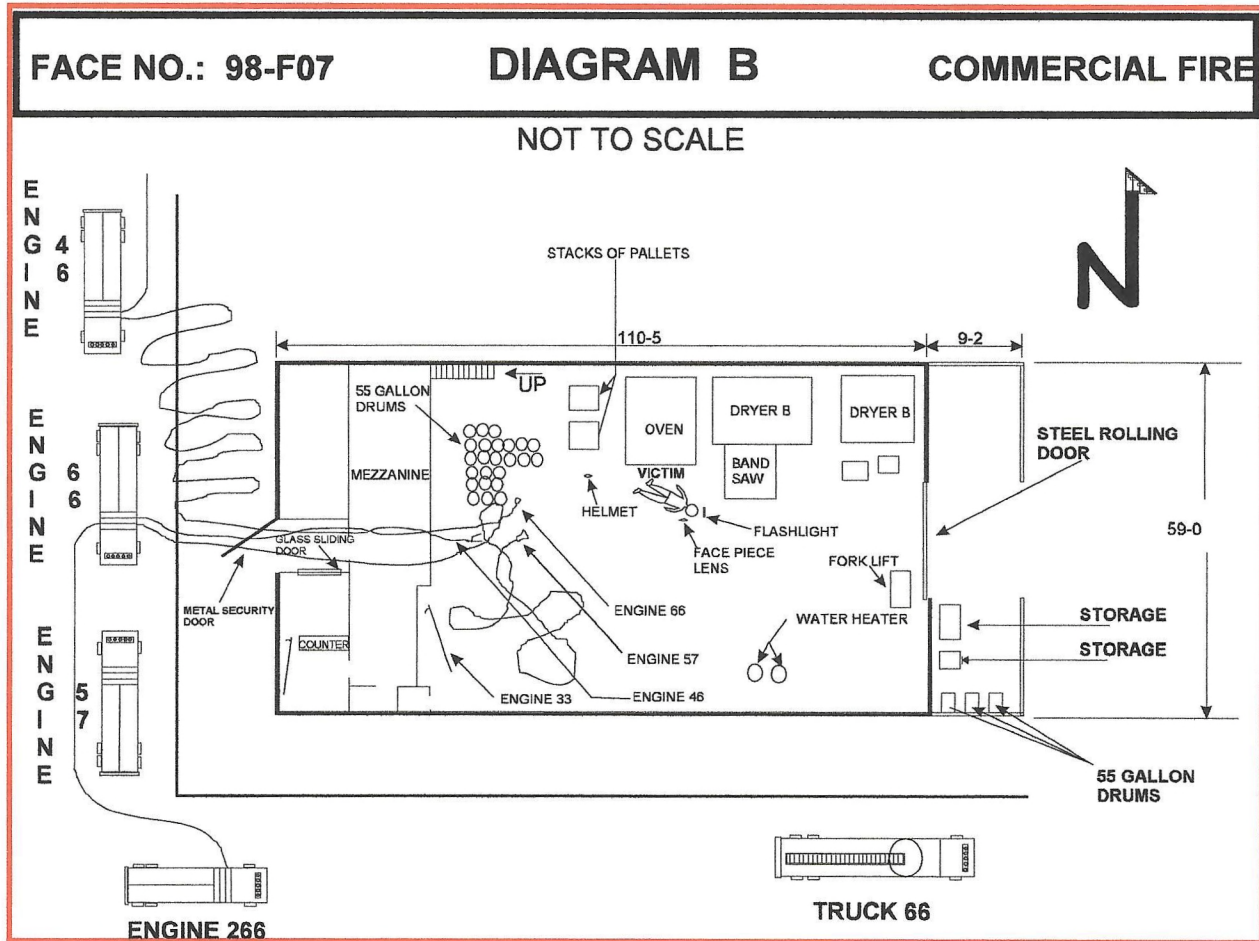 FACE NO.: 98-F07
DIAGRAM B
COMMERCIAL FIRE
NOT TO SCALE
ENGINE
46
STACKS OF PALLETS
N
110-5
9-2
UP
55 GALLON
DRUMS
DRYER B
DRYER B
OVEN
STEEL ROLLING
DOOR
ENGINE
66
MEZZANINE
VICTIM
BAND
SAW
HELMET
FLASHLIGHT
59-0
GLASS SLIDING
DOOR
FACE PIECE
LENS
FORK LIFT
METAL SECURITY
DOOR
ENGINE 66
WATER HEATER
STORAGE
STORAGE
ENGINE
57
COUNTER
ENGINE 57
ENGINE 33
ENGINE 46
55 GALLON
DRUMS
ENGINE 266
TRUCK 66